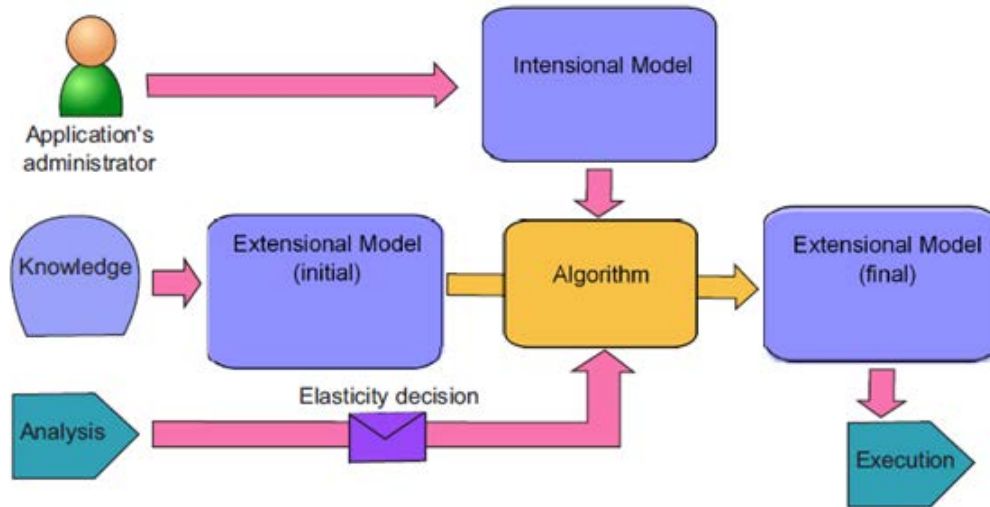 Intensional Model
Application's
administrator
Knowledge
Extensional Model
(initial)
Algorithm
Extensional Model
(final)
Elasticity decision
Analysis
Execution